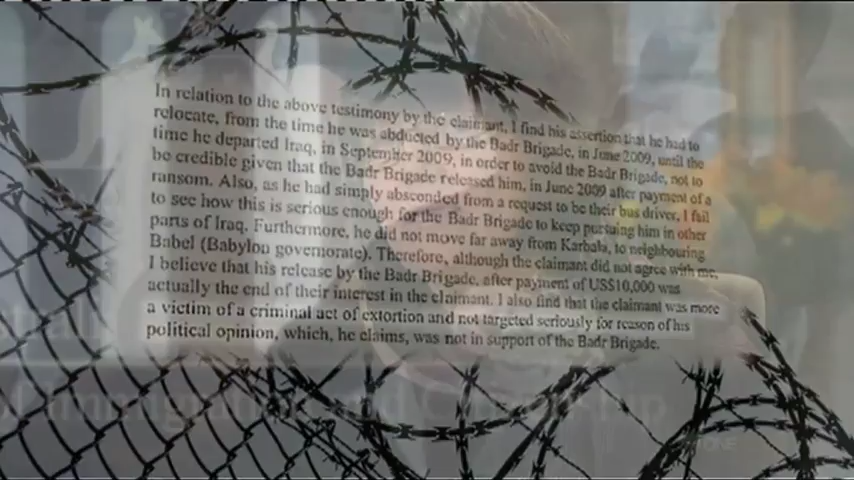 In relation to the above testimony by the claimant, I find his assertion that he had to
relocate, from the time he was abducted by the Badr Brigade, in June 2009, until the
time he departed Iraq, in September 2009, in order to avoid the Badr Brigade, not to
be credible given that the Badr Brigade released him, in June 2009 after payment of a
ransom. Also, as he had simply absconded from a request to be their bus driver, I fail
to see how this is serious enough for the Badr Brigade to keep pursuing him in other
parts of Iraq. Furthermore, he did not move far away from Karbala, to neighbouring
Babel (Babylon governorate). Therefore, although the claimant did not agree with me,
I believe that his release by the Badr Brigade, after payment of US$10,000 was
actually the end of their interest in the claimant. I also find that the claimant was more
a victim of a criminal act of extortion and not targeted seriously for reason of his
political opinion, which, he claims, was not in support of the Badr Brigade.
of Immigration and Citizenship